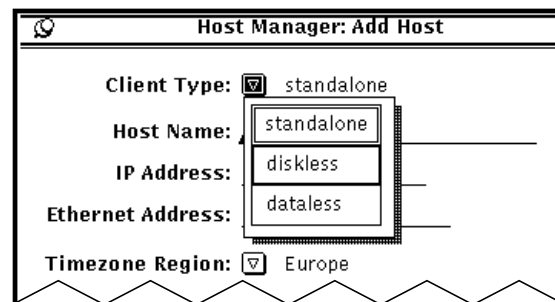 Host Manager: Add Host
Client Type: standalone
standalone
Host Name:
diskless
IP Address:
dataless
Ethernet Address:
Timezone Region: Europe